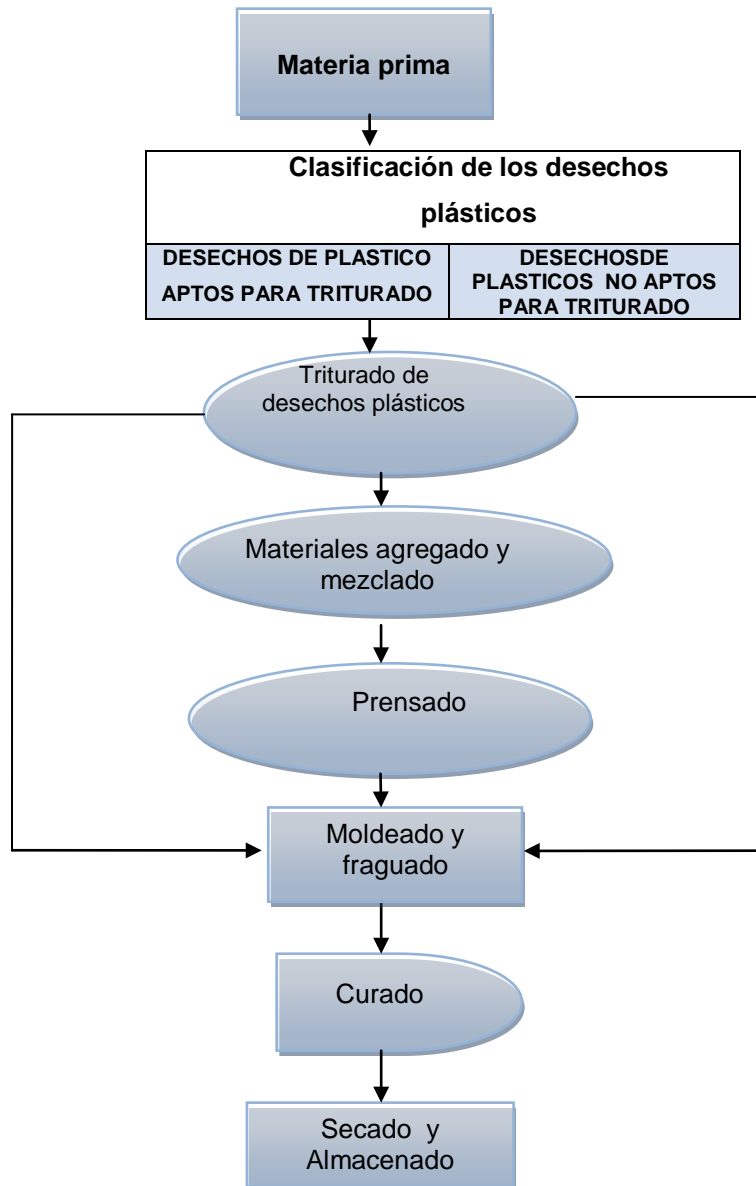 Materia prima
Clasificación de los desechos
plásticos
DESECHOS DE PLASTICO
APTOS PARA TRITURADO
DESECHOSDE
PLASTICOS NO APTOS
PARA TRITURADO
Triturado de
desechos plásticos
Materiales agregado y
mezclado
Prensado
Moldeado y
fraguado
Curado
Secado y
Almacenado